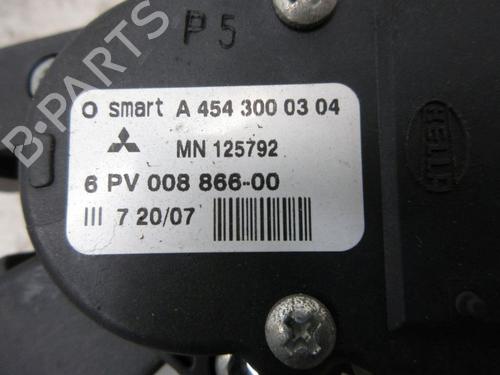 P 5
smart A 454 300 03 04
MN 125792
6 PV 008 866-00
III 7 20/07
HELLA
B-PARTS